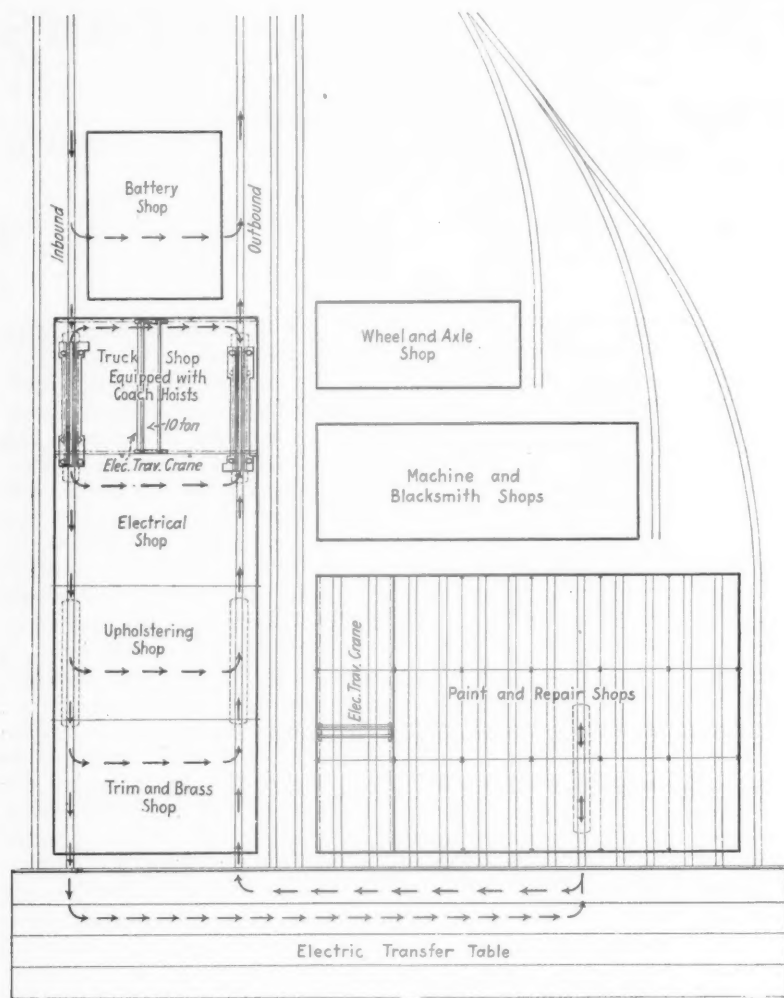 Battery
Shop
Inbound
Outbound
Truck Shop
Equipped with
Coach Hoists
10 ton
Elec. Trav. Crane
Wheel and Axle
Shop
Machine and
Blacksmith Shops
Electrical
Shop
Upholstering
Shop
Elec. Trav. Crane
Paint and Repair Shops
Trim and Brass
Shop
Electric Transfer Table